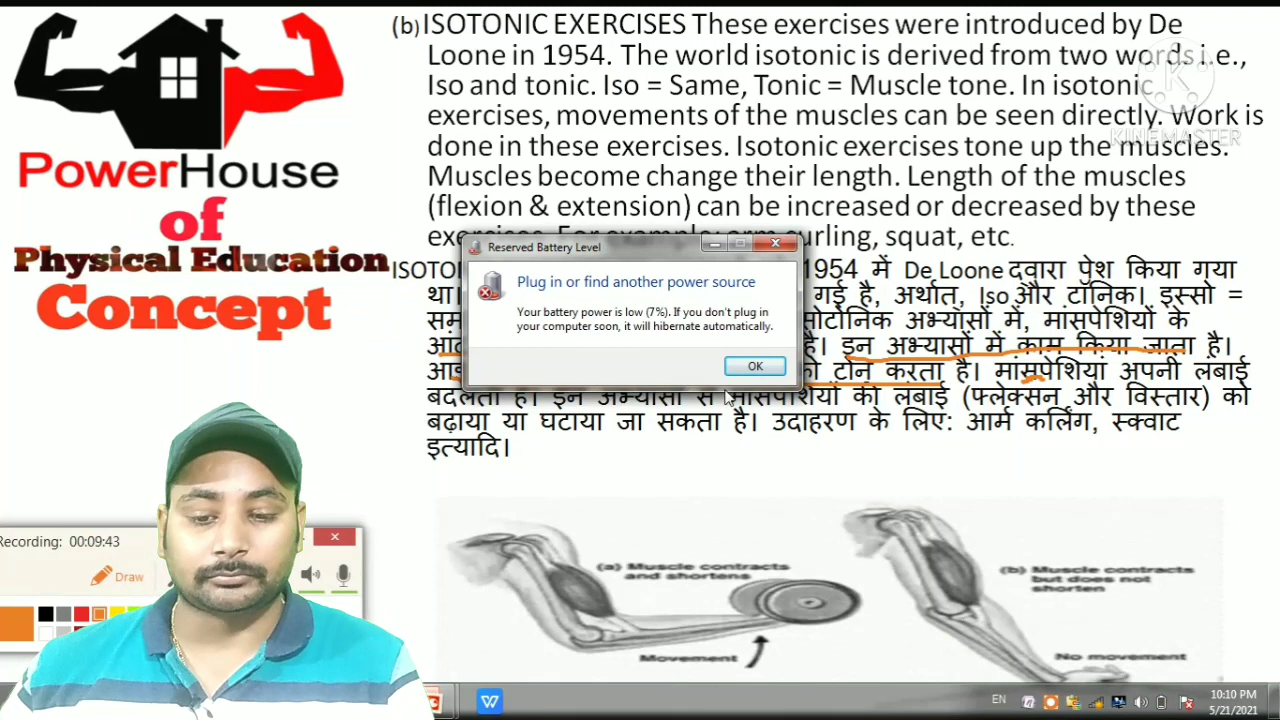 (b) ISOTONIC EXERCISES These exercises were introduced by De
Loone in 1954. The world isotonic is derived from two words i.e.,
Iso and tonic. Iso = Same, Tonic = Muscle tone. In isotonic
exercises, movements of the muscles can be seen directly. Work is
done in these exercises. Isotonic exercises tone up the muscles.
Muscles become change their length. Length of the muscles
(flexion & extension) can be increased or decreased by these
curling, squat, etc.
1954 में De Loone द्वारा पेश किया गया
था। गई है, अर्थात, Iso और टॉनिक। इस्सो =
अभ्यासों में, मांसपेशियों के
है। इन अभ्यासों में काम किया जाता है।
टोन करता है। मांसपेशियां अपनी लंबाई
बदलती है। इन अभ्यासों से मांसपेशियों की लंबाई (फ्लेक्सन और विस्तार) को
बढ़ाया या घटाया जा सकता है। उदाहरण के लिए: आर्म कर्लिंग, स्क्वाट
इत्यादि।
PowerHouse
of
Physical Education
Concept
K
KINEMASTER
Reserved Battery Level
Plug in or find another power source
Your battery power is low (7%). If you don't plug in
your computer soon, it will hibernate automatically.
OK
Recording: 00:09:43
Draw
(a) Muscle contracts
and shortens
Movement
(b) Muscle contracts
but does not
shorten
No movement
W
EN
10:10 PM
5/21/2021